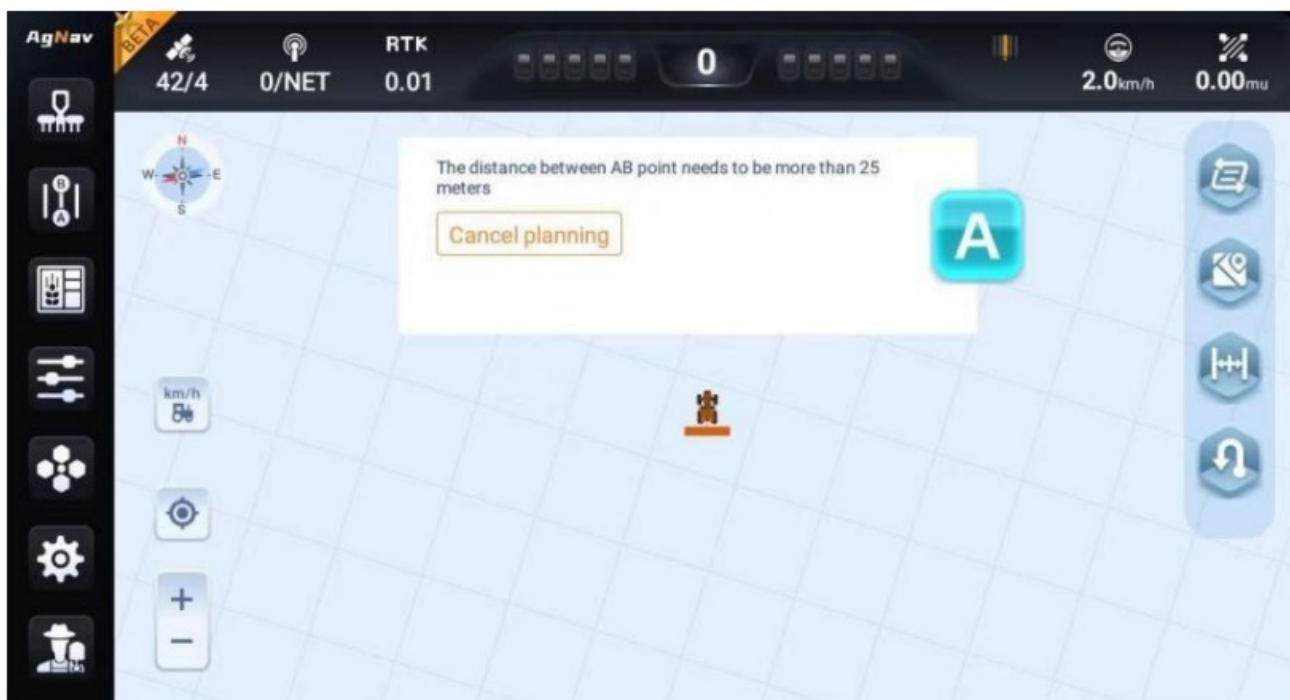 AgNav
BETA
42/4
0/NET
RTK
0.01
0
2.0km/h
0.00mu
N
W
E
S
The distance between AB point needs to be more than 25
meters
Cancel planning
A
B
A
km/h
+
−